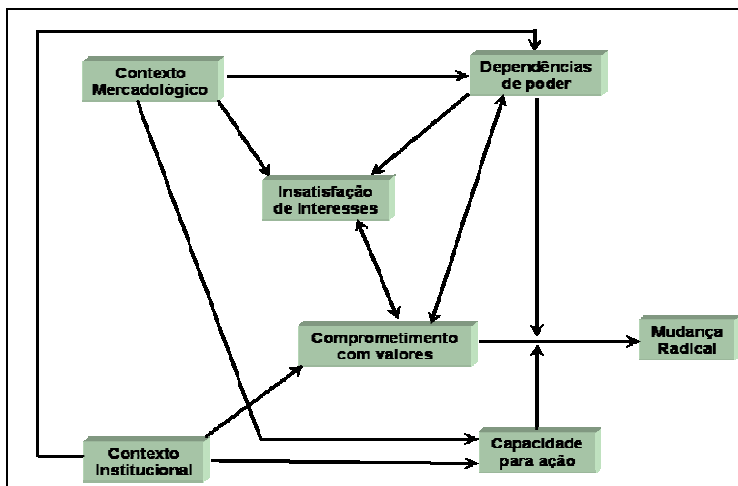 Contexto
Mercadológico
Dependências
de poder
Insatisfação
de Interesses
Comprometimento
com valores
Mudança
Radical
Contexto
Institucional
Capacidade
para ação